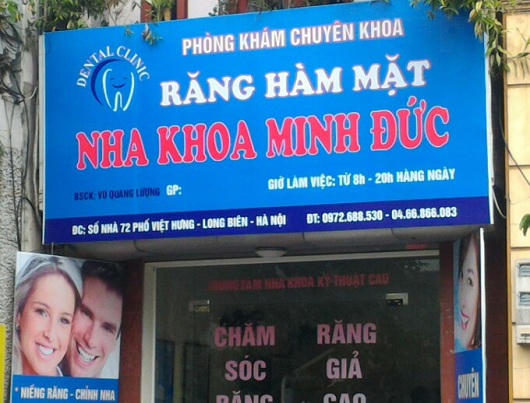 PHÒNG KHÁM CHUYÊN KHOA
DENTAL CLINIC
RĂNG HÀM MẶT
NHA KHOA MINH ĐỨC
BSCK: VŨ QUANG LƯỢNG GP:
GIỜ LÀM VIỆC: TỪ 8h - 20h HÀNG NGÀY
ĐC: SỐ NHÀ 72 PHỐ VIỆT HƯNG - LONG BIÊN - HÀ NỘI ĐT: 0972.688.530 - 04.66.866.083
TRUNG TÂM NHA KHOA KỸ THUẬT CAO
CHĂM RĂNG
SÓC GIẢ
RĂNG CAO
* NIỀNG RĂNG - CHỈNH NHA
CHUYÊN